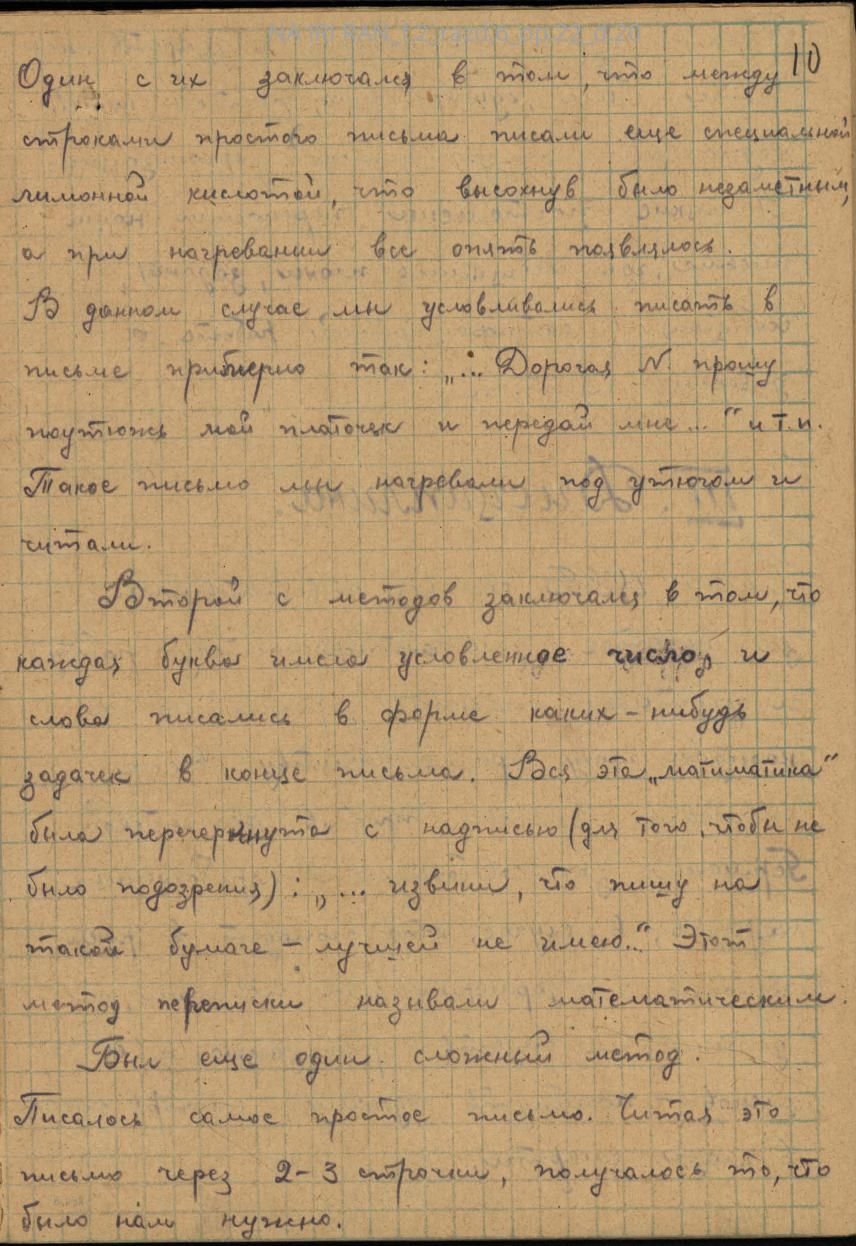 10
Один с их заключался в том, что между
строками простого письма писали еще специальной
лимонной кислотой, что высохнув было незаметным,
а при нагревании все опять появлялось.
В данном случае мы условливались писать в
письме примерно так: „... Дорогая N. прошу
поутюжь мой платочек и передай мне..." и т.п.
Такое письмо мы нагревали под утюгом и
читали.
Второй с методов заключался в том, что
каждая буква имела условленное число, и
слова писались в форме каких-нибудь
задачек в конце письма. Вся эта „матиматика"
была перечеркнута с надписью (для того, чтобы не
было подозрения): „... извини, что пишу на
такой бумаге – лучшей не имею..." Этот
метод переписки называли математическим.
Был еще один сложный метод.
Писалось самое простое письмо. Читая это
письмо через 2-3 строчки, получалось то, что
было нам нужно.